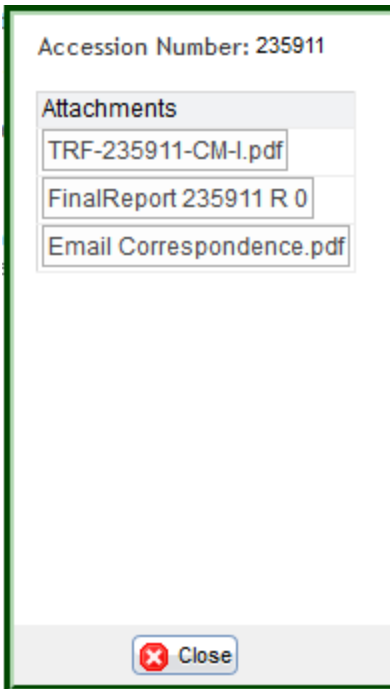 Accession Number: 235911
Attachments
TRF-235911-CM-I.pdf
FinalReport 235911 R 0
Email Correspondence.pdf
Close